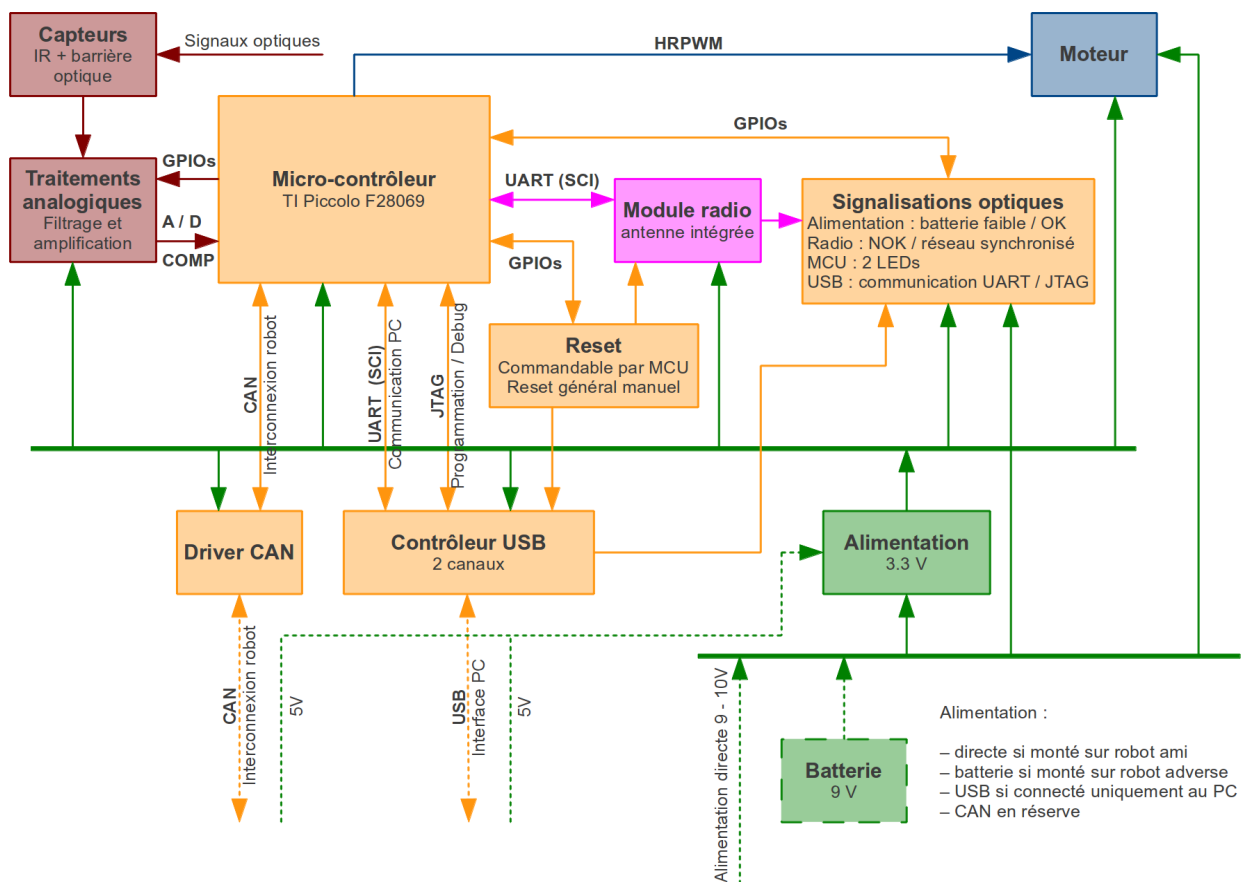 Capteurs
IR + barrière
optique
Signaux optiques
HRPWM
Moteur
GPIOs
Traitements
analogiques
Filtrage et
amplification
GPIOs
A / D
COMP
Micro-contrôleur
TI Piccolo F28069
UART (SCI)
Module radio
antenne intégrée
Signalisations optiques
Alimentation : batterie faible / OK
Radio : NOK / réseau synchronisé
MCU : 2 LEDs
USB : communication UART / JTAG
GPIOs
Reset
Commandable par MCU
Reset général manuel
CAN
Interconnexion robot
UART (SCI)
Communication PC
JTAG
Programmation / Debug
Driver CAN
Contrôleur USB
2 canaux
Alimentation
3.3 V
CAN
Interconnexion robot
5V
USB
Interface PC
5V
Alimentation directe 9 - 10V
Batterie
9 V
Alimentation :
– directe si monté sur robot ami
– batterie si monté sur robot adverse
– USB si connecté uniquement au PC
– CAN en réserve